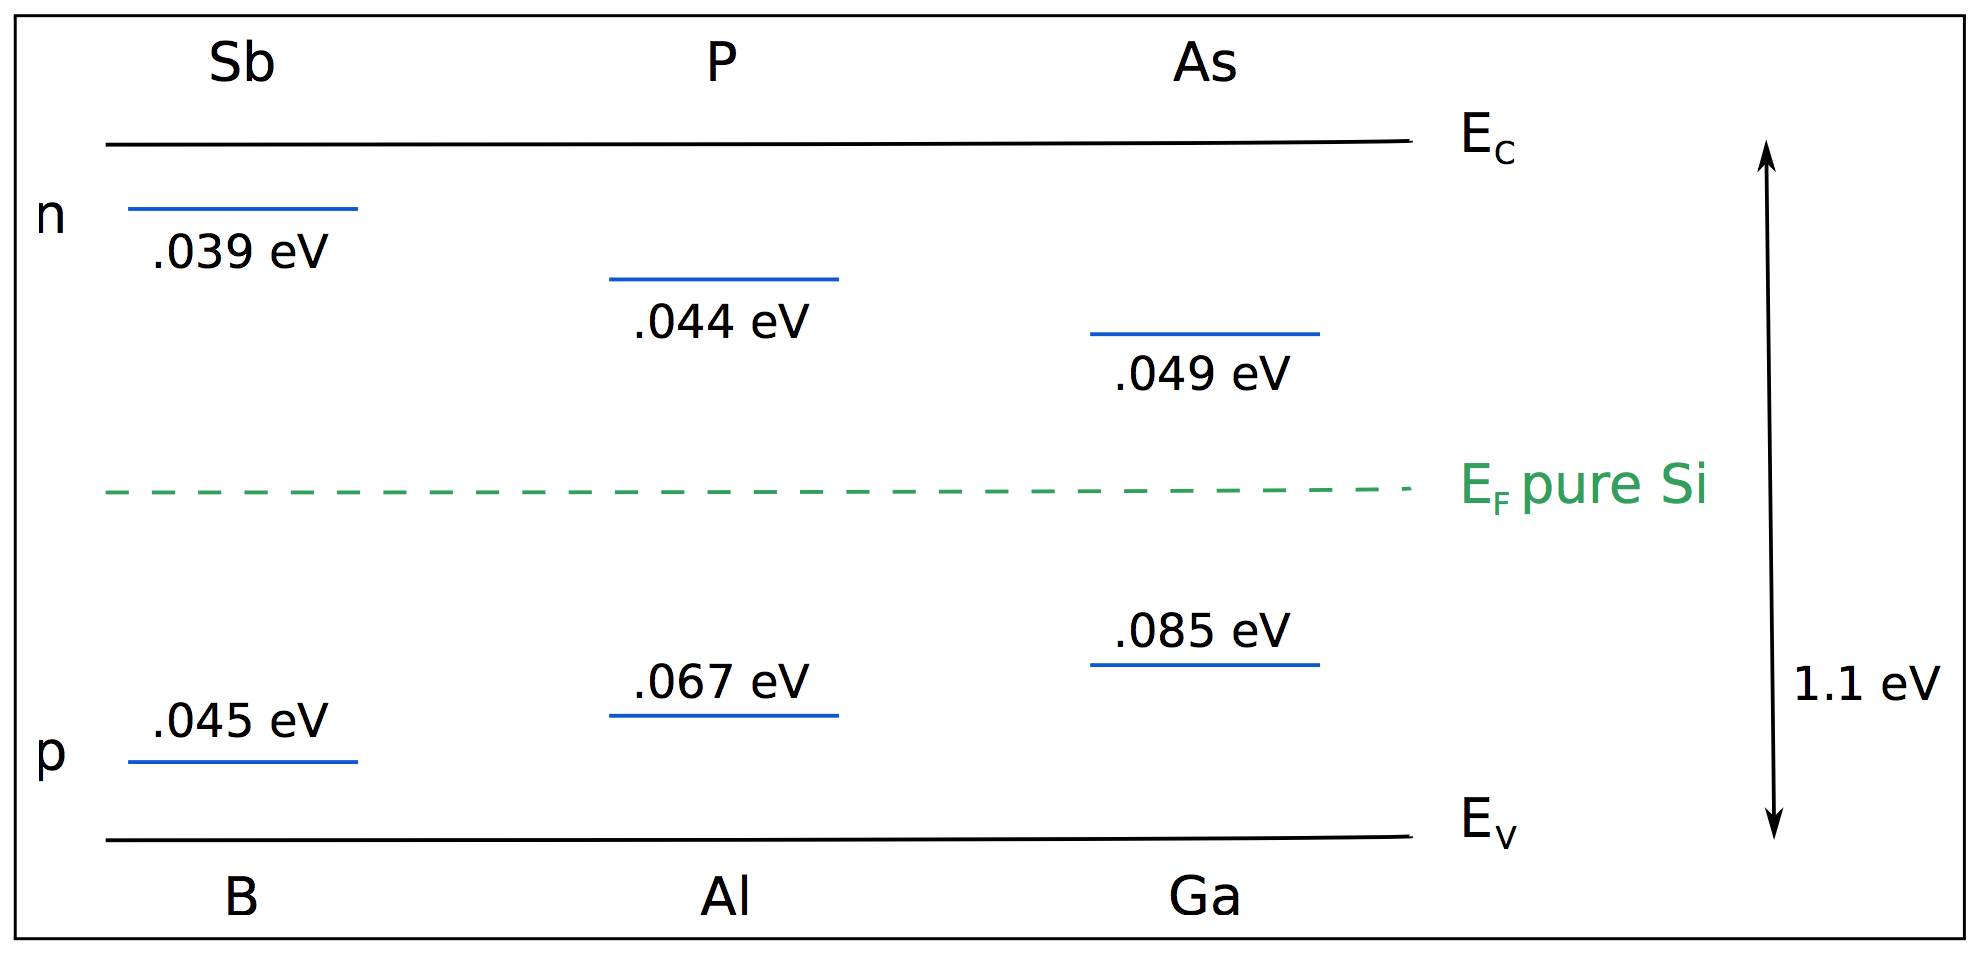 Sb P As
E_C
n
.039 eV
.044 eV
.049 eV
E_F pure Si
.085 eV
.067 eV
1.1 eV
.045 eV
p
E_V
B Al Ga